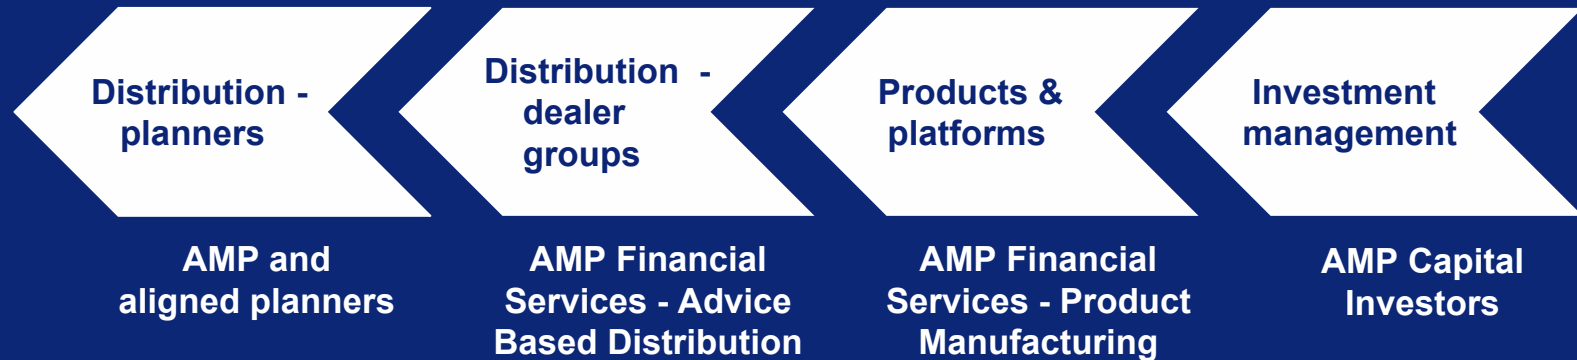 Distribution -
planners
Distribution -
dealer
groups
Products &
platforms
Investment
management
AMP and
aligned planners
AMP Financial
Services - Advice
Based Distribution
AMP Financial
Services - Product
Manufacturing
AMP Capital
Investors